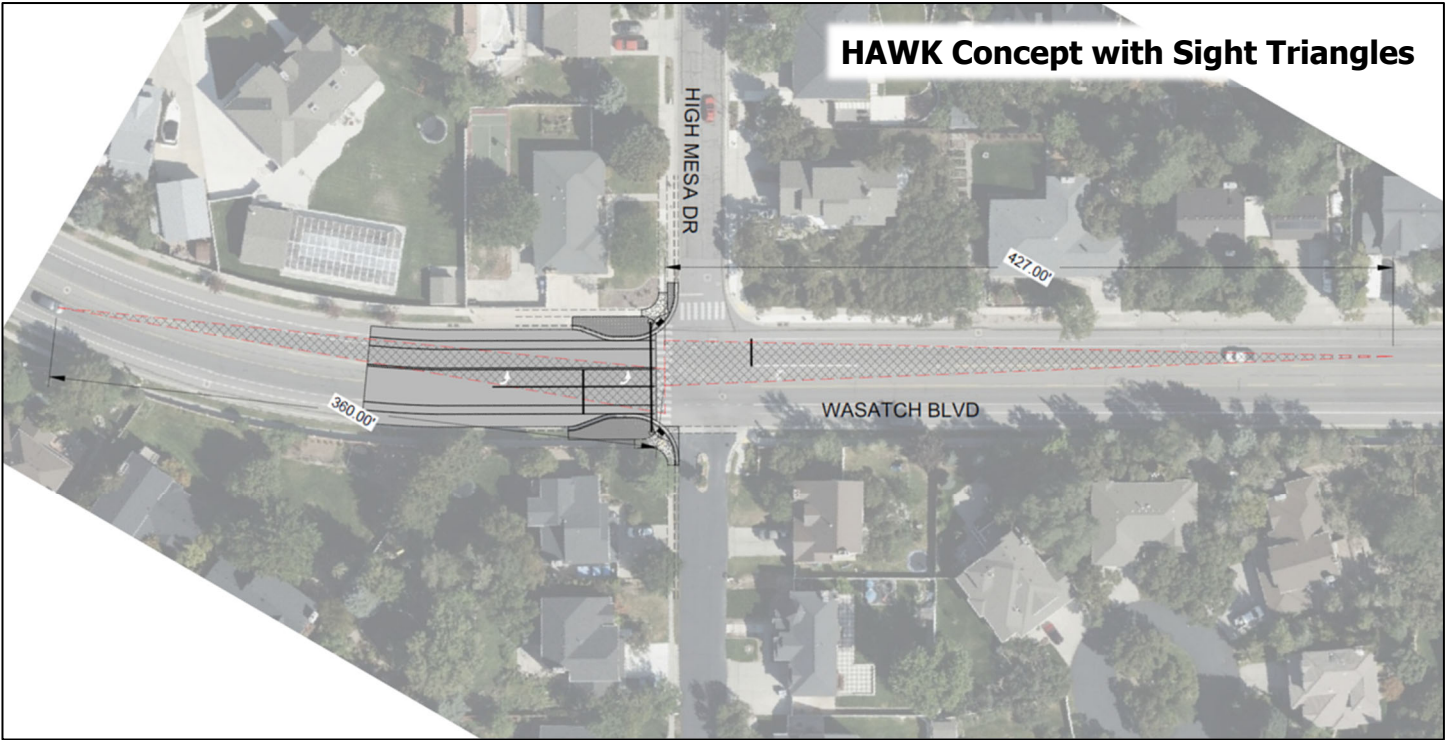 HAWK Concept with Sight Triangles
HIGH MESA DR
427.00'
360.00'
WASATCH BLVD